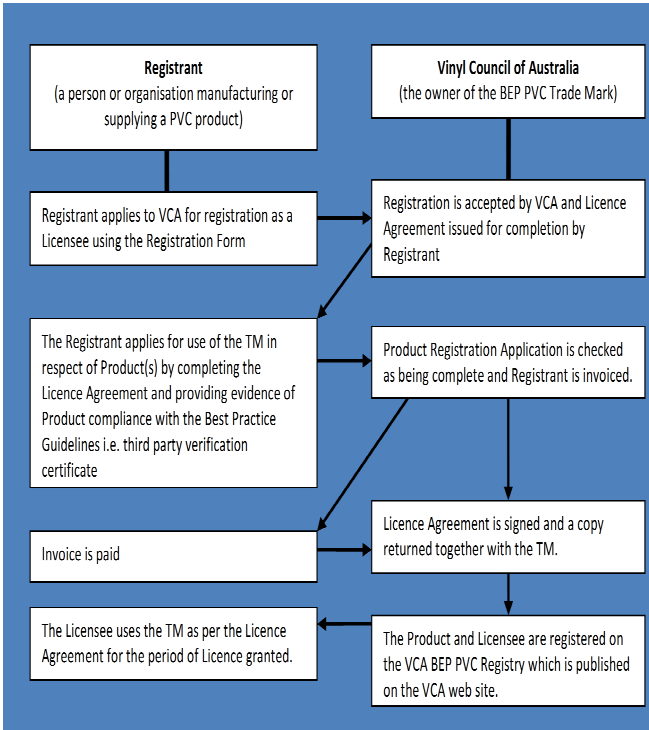 Registrant
(a person or organisation manufacturing or
supplying a PVC product)
Vinyl Council of Australia
(the owner of the BEP PVC Trade Mark)
Registrant applies to VCA for registration as a
Licensee using the Registration Form
Registration is accepted by VCA and Licence
Agreement issued for completion by
Registrant
The Registrant applies for use of the TM in
respect of Product(s) by completing the
Licence Agreement and providing evidence of
Product compliance with the Best Practice
Guidelines i.e. third party verification
certificate
Product Registration Application is checked
as being complete and Registrant is invoiced.
Invoice is paid
Licence Agreement is signed and a copy
returned together with the TM.
The Licensee uses the TM as per the Licence
Agreement for the period of Licence granted.
The Product and Licensee are registered on
the VCA BEP PVC Registry which is published
on the VCA web site.